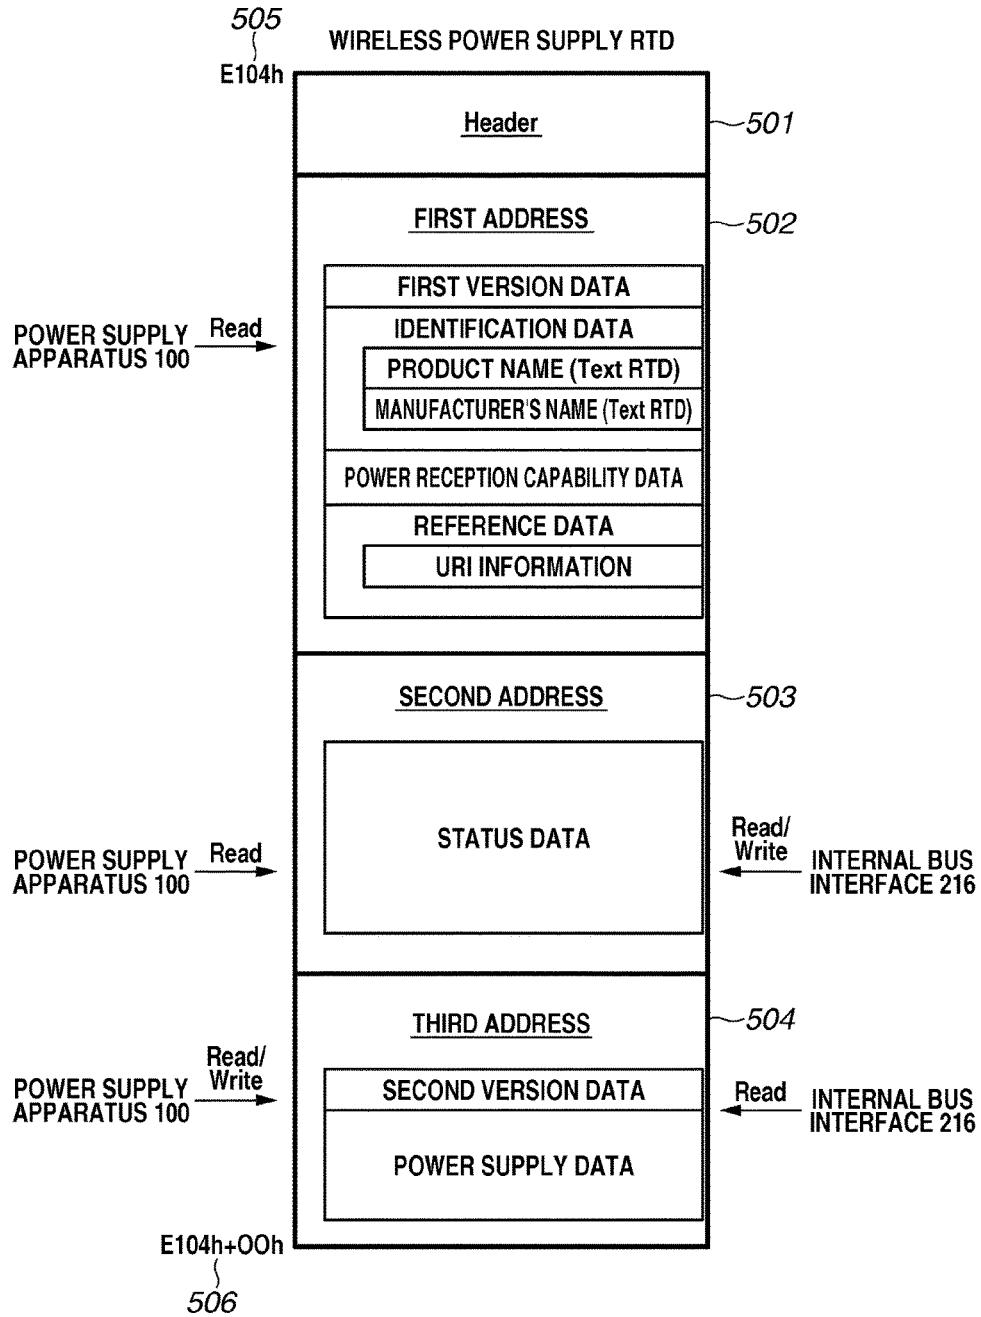 505
WIRELESS POWER SUPPLY RTD
E104h
Header
501
FIRST ADDRESS
502
FIRST VERSION DATA
IDENTIFICATION DATA
POWER SUPPLY
APPARATUS 100
Read
PRODUCT NAME (Text RTD)
MANUFACTURER'S NAME (Text RTD)
POWER RECEPTION CAPABILITY DATA
REFERENCE DATA
URI INFORMATION
SECOND ADDRESS
503
STATUS DATA
POWER SUPPLY
APPARATUS 100
Read
Read/
Write
INTERNAL BUS
INTERFACE 216
THIRD ADDRESS
504
POWER SUPPLY
APPARATUS 100
Read/
Write
SECOND VERSION DATA
Read
INTERNAL BUS
INTERFACE 216
POWER SUPPLY DATA
E104h+OOh
506